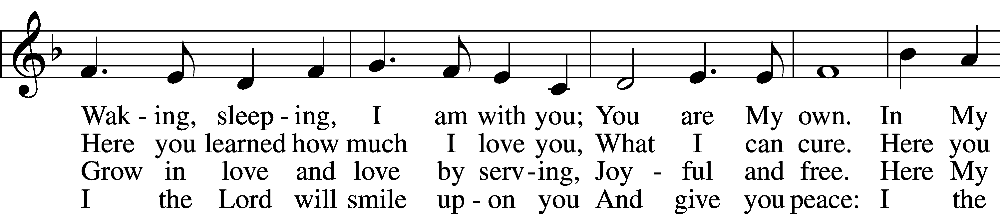 Wak - ing, sleep - ing, I am with you; You are My own. In My
Here you learned how much I love you, What I can cure. Here you
Grow in love and love by serv - ing, Joy - ful and free. Here My
I the Lord will smile up - on you And give you peace: I the